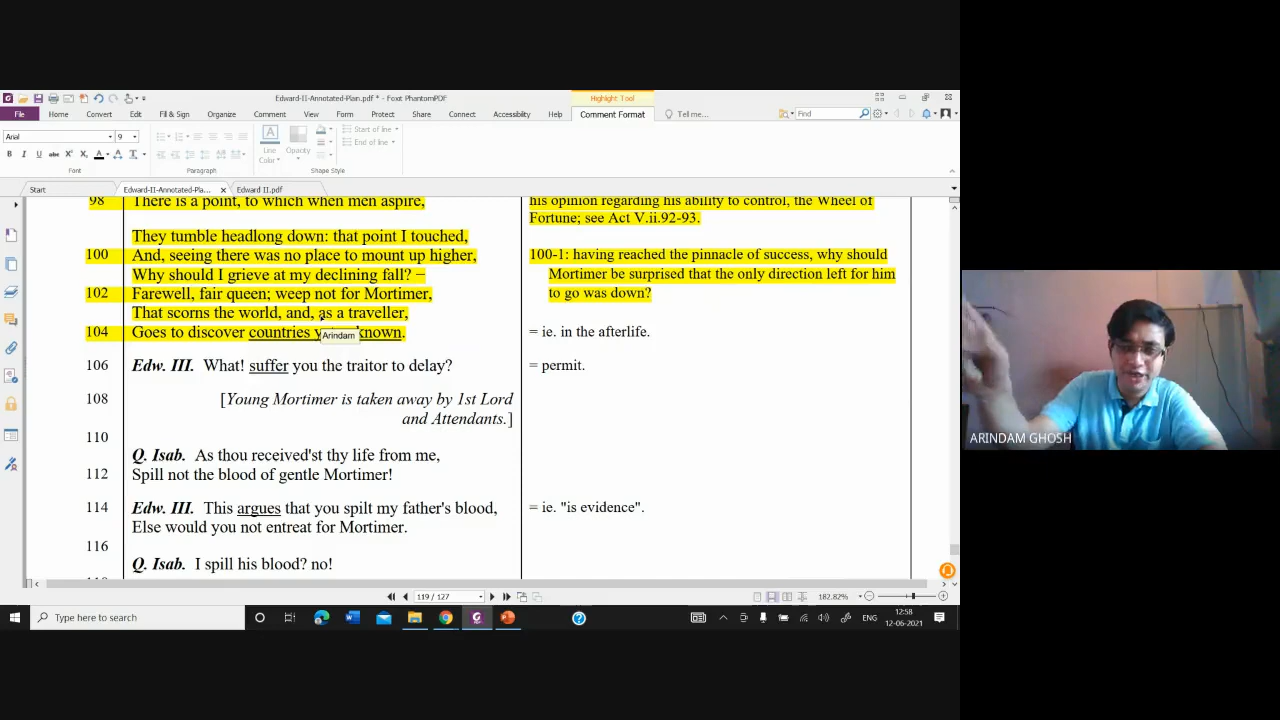 Edward-II-Annotated-Plan.pdf * - Foxit PhantomPDF
Highlight Tool
File Home Convert Edit Fill & Sign Organize Comment View Form Protect Share Connect Accessibility Help Comment Format Tell me... Find
Arial 9 Line Color Opacity Start of line
End of line
B I U abc X² X₂ A A T
Font Paragraph Shape Style
Start Edward-II-Annotated-Pla... Edward II.pdf
98 There is a point, to which when men aspire, his opinion regarding his ability to control, the Wheel of
Fortune; see Act V.ii.92-93.
They tumble headlong down: that point I touched,
100 And, seeing there was no place to mount up higher, 100-1: having reached the pinnacle of success, why should
Why should I grieve at my declining fall? − Mortimer be surprised that the only direction left for him
102 Farewell, fair queen; weep not for Mortimer, to go was down?
That scorns the world, and, as a traveller,
104 Goes to discover countries known. = ie. in the afterlife.
Arindam
106 Edw. III. What! suffer you the traitor to delay? = permit.
108 [Young Mortimer is taken away by 1st Lord
and Attendants.]
110
Q. Isab. As thou received'st thy life from me,
112 Spill not the blood of gentle Mortimer!
114 Edw. III. This argues that you spilt my father's blood, = ie. "is evidence".
Else would you not entreat for Mortimer.
116
Q. Isab. I spill his blood? no!
119 / 127 182.82%
Type here to search ENG 12:58
12-06-2021
ARINDAM GHOSH